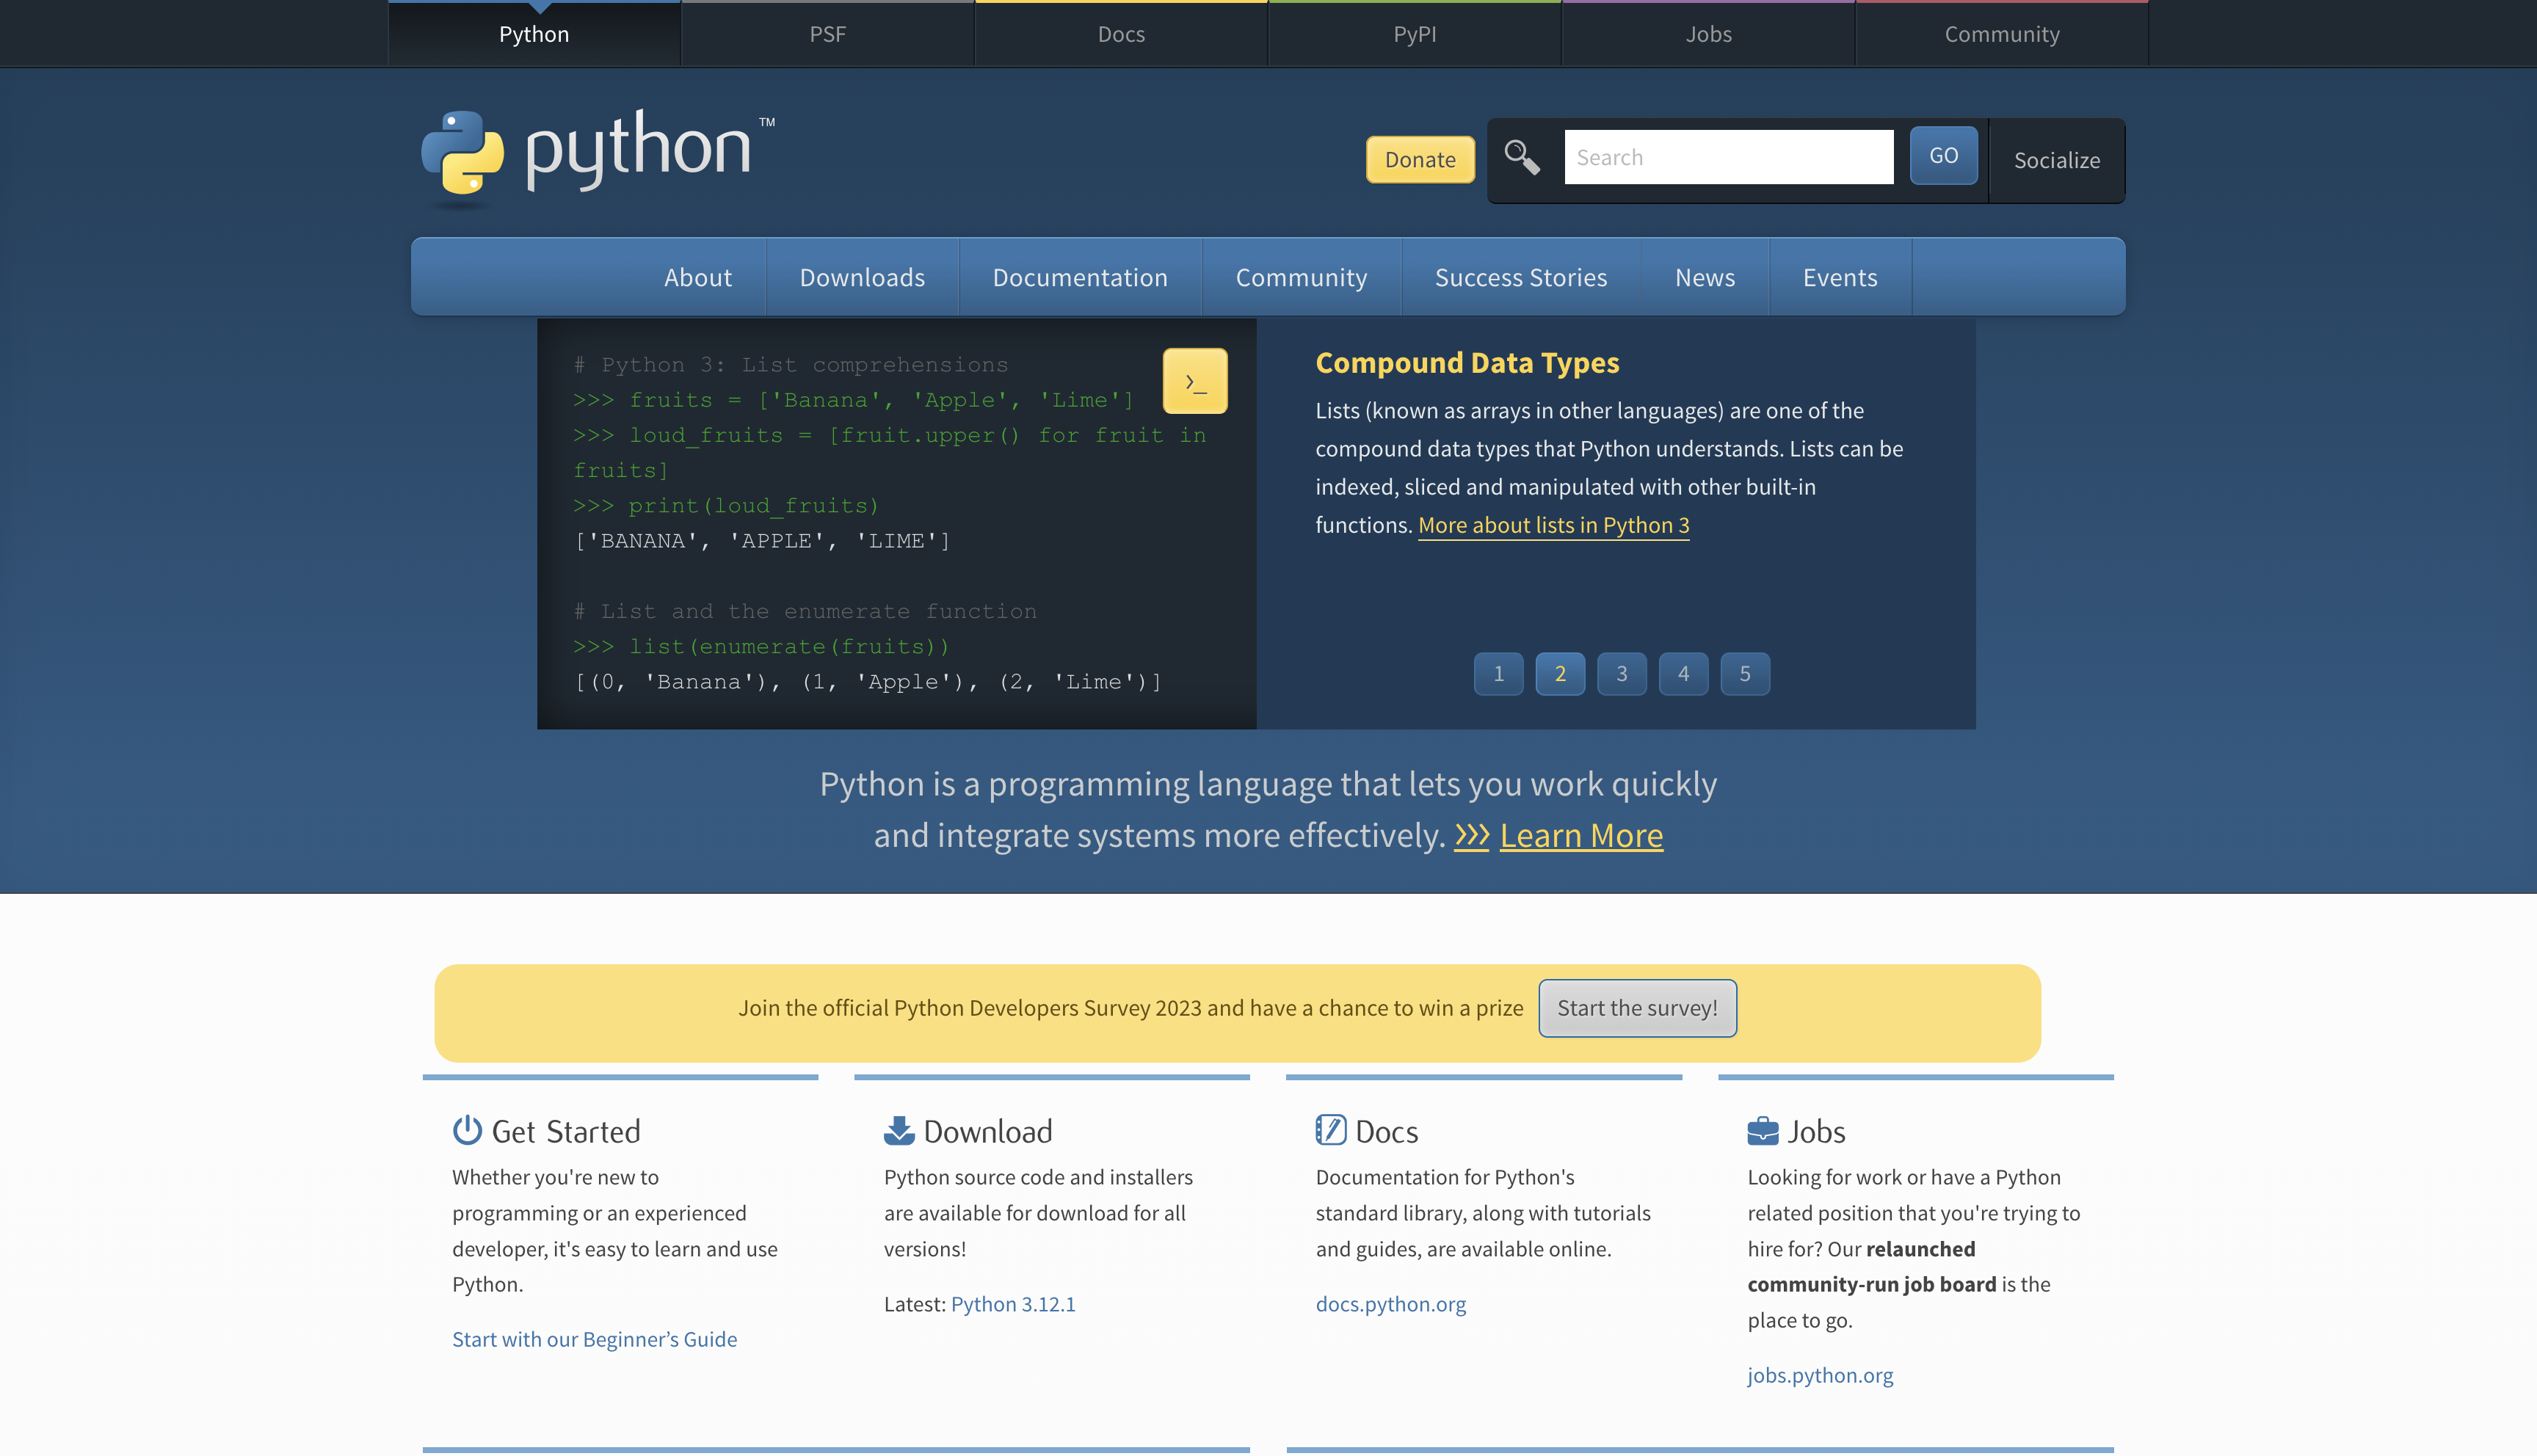 Python
PSF
Docs
PyPI
Jobs
Community
python™
Donate
Search
GO
Socialize
About
Downloads
Documentation
Community
Success Stories
News
Events
# Python 3: List comprehensions
>>> fruits = ['Banana', 'Apple', 'Lime']
>>> loud_fruits = [fruit.upper() for fruit in
fruits]
>>> print(loud_fruits)
['BANANA', 'APPLE', 'LIME']
# List and the enumerate function
>>> list(enumerate(fruits))
[(0, 'Banana'), (1, 'Apple'), (2, 'Lime')]
>_
Compound Data Types
Lists (known as arrays in other languages) are one of the
compound data types that Python understands. Lists can be
indexed, sliced and manipulated with other built-in
functions. More about lists in Python 3
1
2
3
4
5
Python is a programming language that lets you work quickly
and integrate systems more effectively. >>> Learn More
Join the official Python Developers Survey 2023 and have a chance to win a prize
Start the survey!
Get Started
Whether you're new to
programming or an experienced
developer, it's easy to learn and use
Python.
Start with our Beginner’s Guide
Download
Python source code and installers
are available for download for all
versions!
Latest: Python 3.12.1
Docs
Documentation for Python's
standard library, along with tutorials
and guides, are available online.
docs.python.org
Jobs
Looking for work or have a Python
related position that you're trying to
hire for? Our relaunched
community-run job board is the
place to go.
jobs.python.org